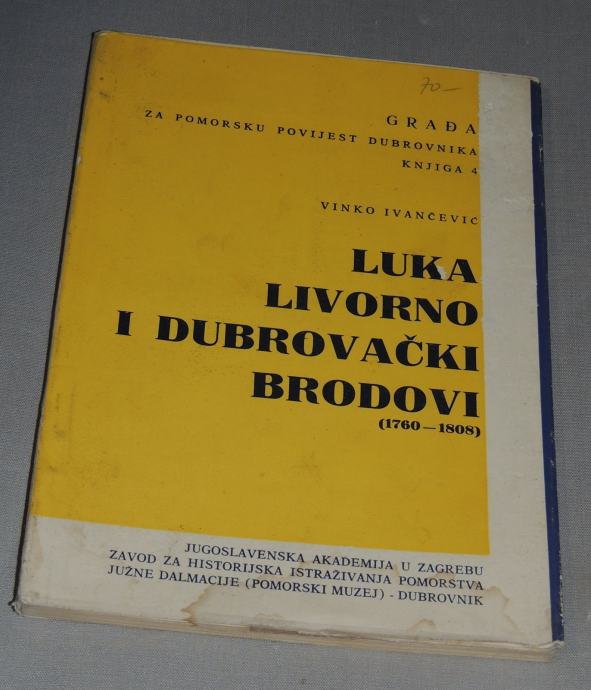 70-
GRAĐA
ZA POMORSKU POVIJEST DUBROVNIKA
KNJIGA 4
VINKO IVANČEVIĆ
LUKA
LIVORNO
I DUBROVAČKI
BRODOVI
(1760—1808)
JUGOSLAVENSKA AKADEMIJA U ZAGREBU
ZAVOD ZA HISTORIJSKA ISTRAŽIVANJA POMORSTVA
JUŽNE DALMACIJE (POMORSKI MUZEJ) - DUBROVNIK